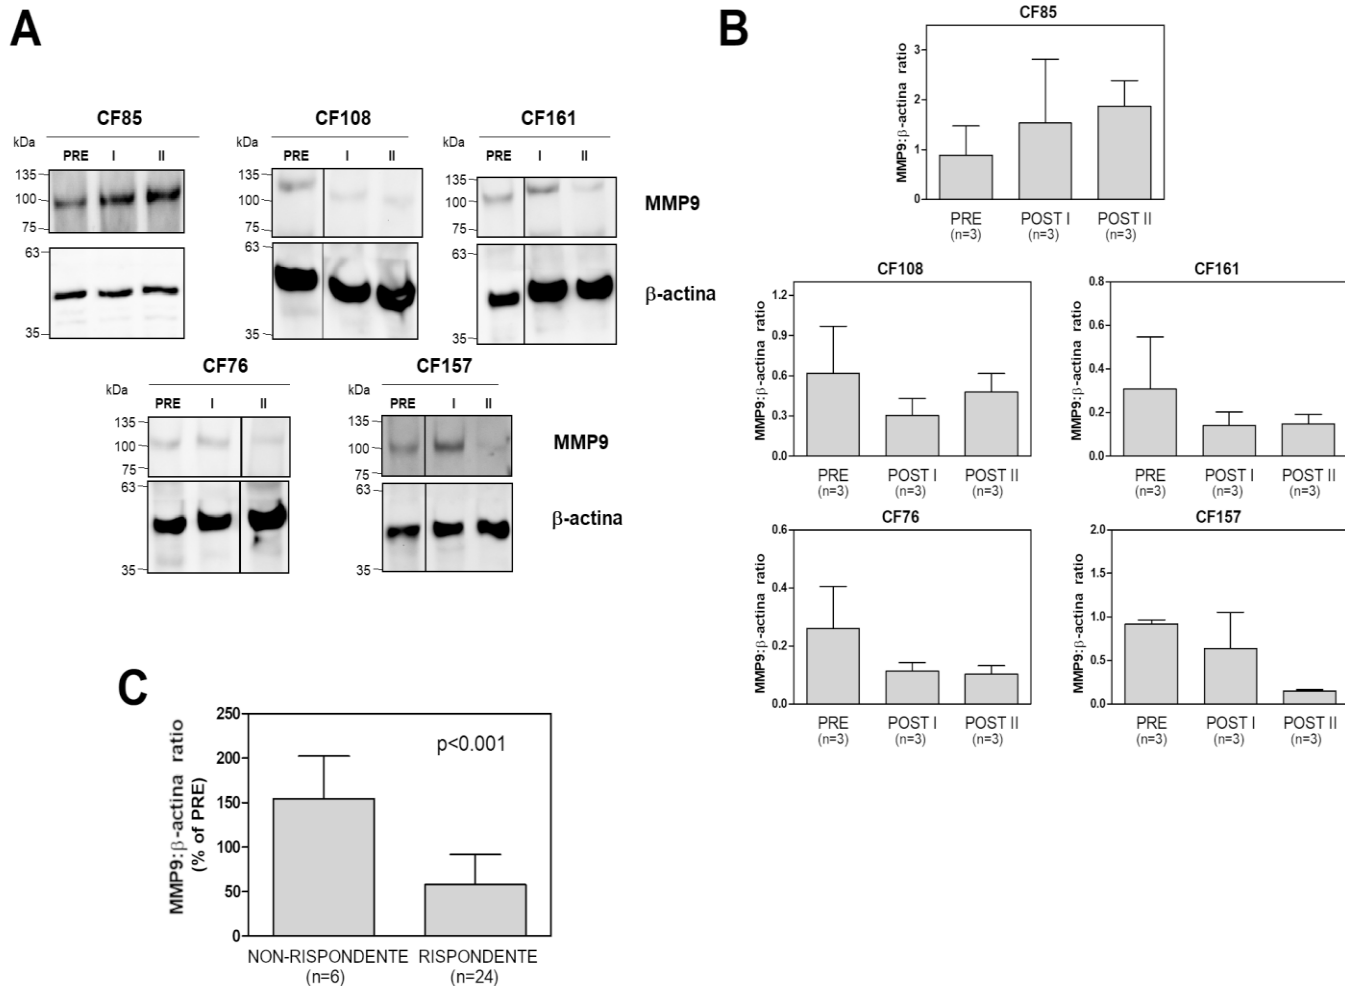 A
CF85
kDa
PRE I II
135
100
75
63
35
CF108
kDa
PRE I II
135
100
75
63
35
CF161
kDa
PRE I II
135
100
75
63
35
MMP9
β-actina
CF76
kDa
PRE I II
135
100
75
63
35
CF157
kDa
PRE I II
135
100
75
63
35
MMP9
β-actina
B
CF85
MMP9:β-actina ratio
3
2
1
0
PRE POST I POST II
(n=3) (n=3) (n=3)
CF108
MMP9:β-actina ratio
1.2
0.9
0.6
0.3
0.0
PRE POST I POST II
(n=3) (n=3) (n=3)
CF161
MMP9:β-actina ratio
0.8
0.6
0.4
0.2
0.0
PRE POST I POST II
(n=3) (n=3) (n=3)
CF76
MMP9:β-actina ratio
0.6
0.4
0.2
0.0
PRE POST I POST II
(n=3) (n=3) (n=3)
CF157
MMP9:β-actina ratio
2.0
1.5
1.0
0.5
0.0
PRE POST I POST II
(n=3) (n=3) (n=3)
C
MMP9:β-actina ratio
(% of PRE)
250
200
150
100
50
0
p<0.001
NON-RISPONDENTE RISPONDENTE
(n=6) (n=24)